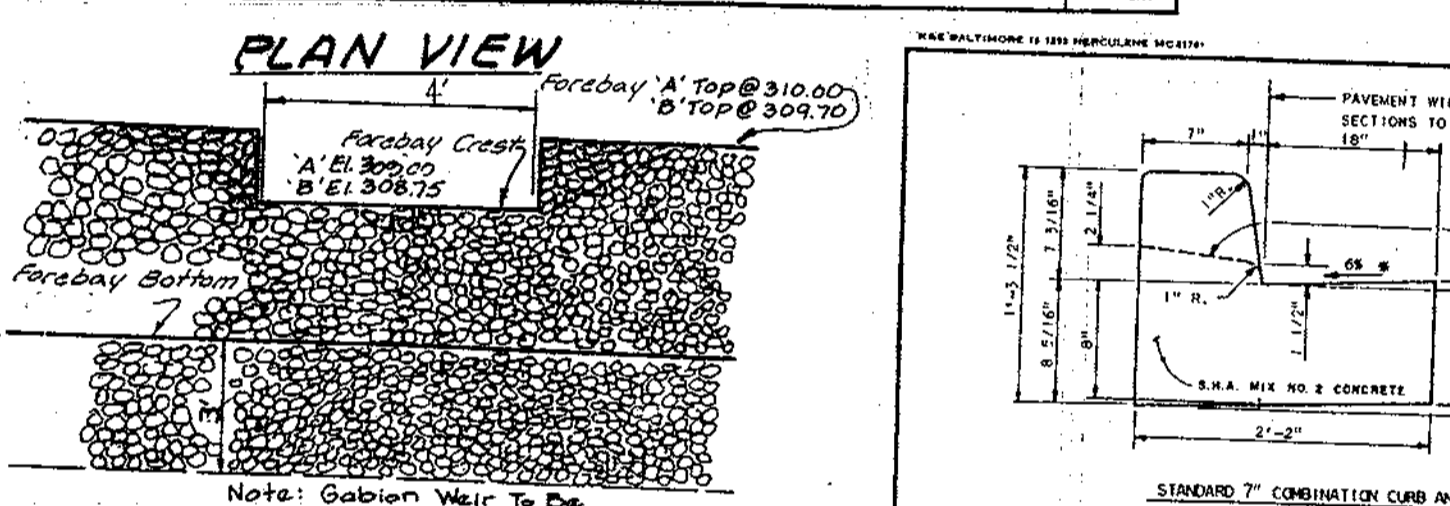 PLAN VIEW
4'
Forebay 'A' Top @ 310.00
'B' Top @ 309.70
Forebay Crest
'A' El. 309.00
'B' El. 308.75
Forebay Bottom
3'
Note: Gabion Weir To Be
PAVEMENT
SECTIONS TO
18"
7"
1"
1" R.
1'-3 1/2"
7 3/16"
2 1/4"
8 5/16"
8"
6% *
1" R.
1 1/2"
S.H.A. MIX NO. 2 CONCRETE
2'-2"
STANDARD 7" COMBINATION CURB